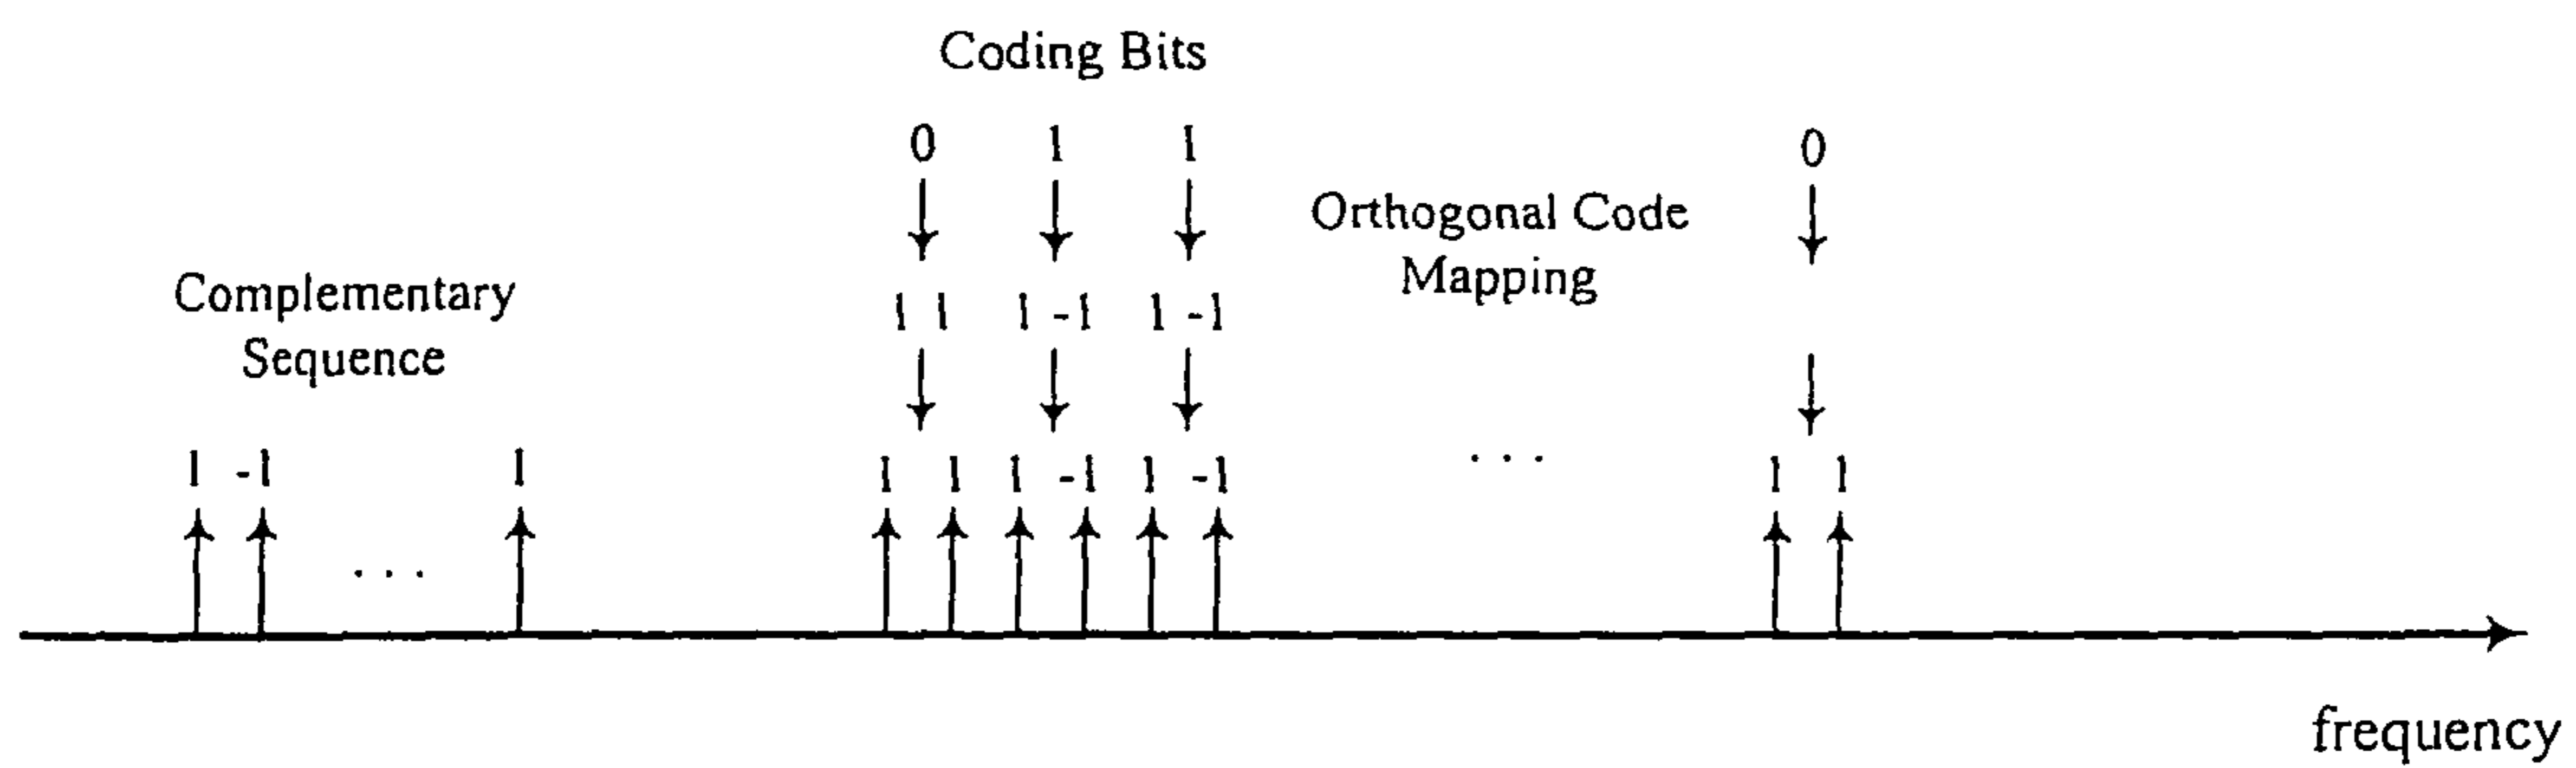 Coding Bits
0 1 1 0
Orthogonal Code
Mapping
Complementary
Sequence
1 1 1 -1 1 -1
1 -1 1 1 1 1 -1 1 -1 . . . 1 1
. . .
frequency